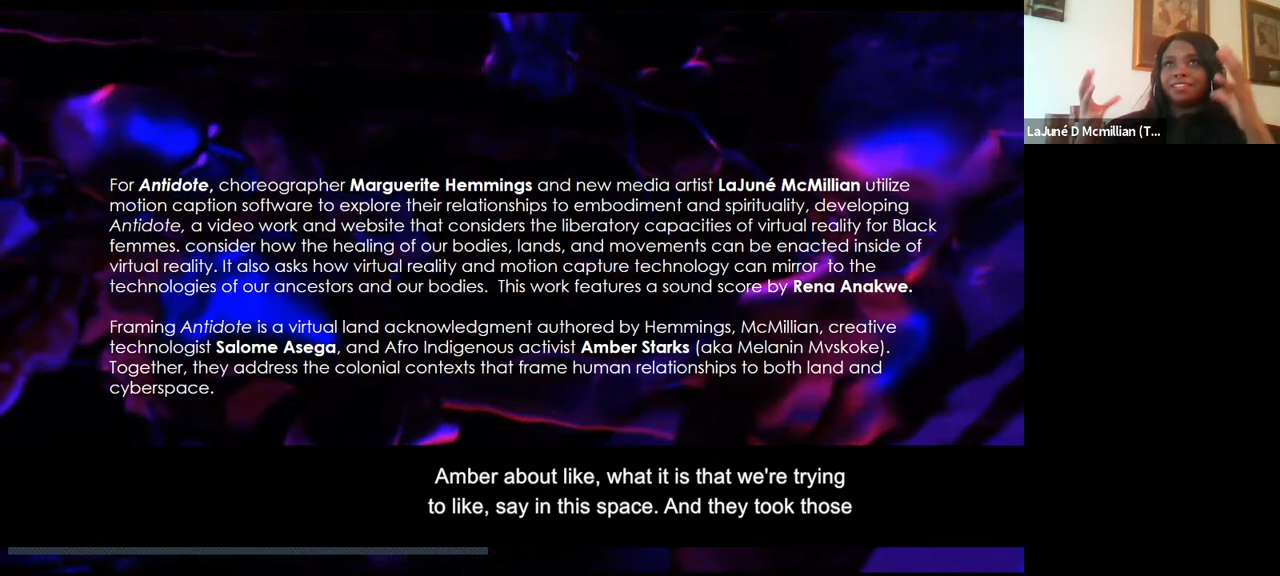 LaJuné D Mcmillian (T...
For Antidote, choreographer Marguerite Hemmings and new media artist LaJuné McMillian utilize
motion caption software to explore their relationships to embodiment and spirituality, developing
Antidote, a video work and website that considers the liberatory capacities of virtual reality for Black
femmes. consider how the healing of our bodies, lands, and movements can be enacted inside of
virtual reality. It also asks how virtual reality and motion capture technology can mirror to the
technologies of our ancestors and our bodies. This work features a sound score by Rena Anakwe.
Framing Antidote is a virtual land acknowledgment authored by Hemmings, McMillian, creative
technologist Salome Asega, and Afro Indigenous activist Amber Starks (aka Melanin Mvskoke).
Together, they address the colonial contexts that frame human relationships to both land and
cyberspace.
Amber about like, what it is that we're trying
to like, say in this space. And they took those